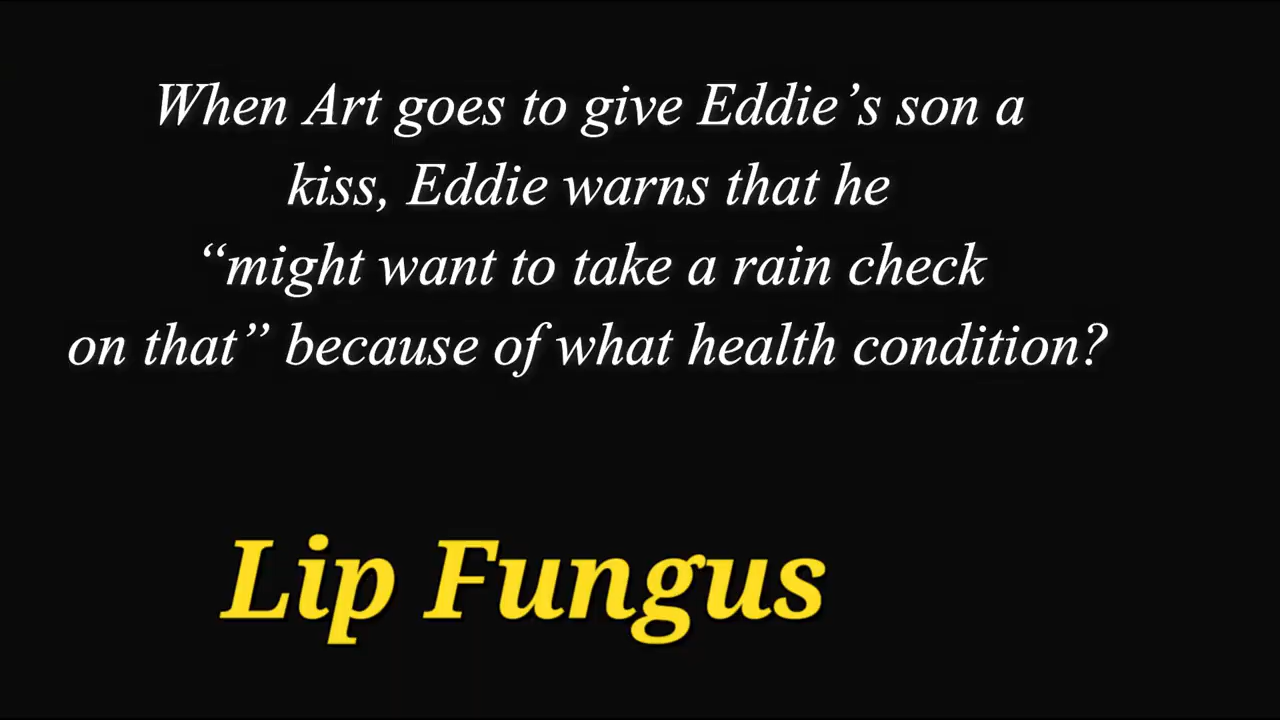 When Art goes to give Eddie’s son a
kiss, Eddie warns that he
“might want to take a rain check
on that” because of what health condition?
Lip Fungus